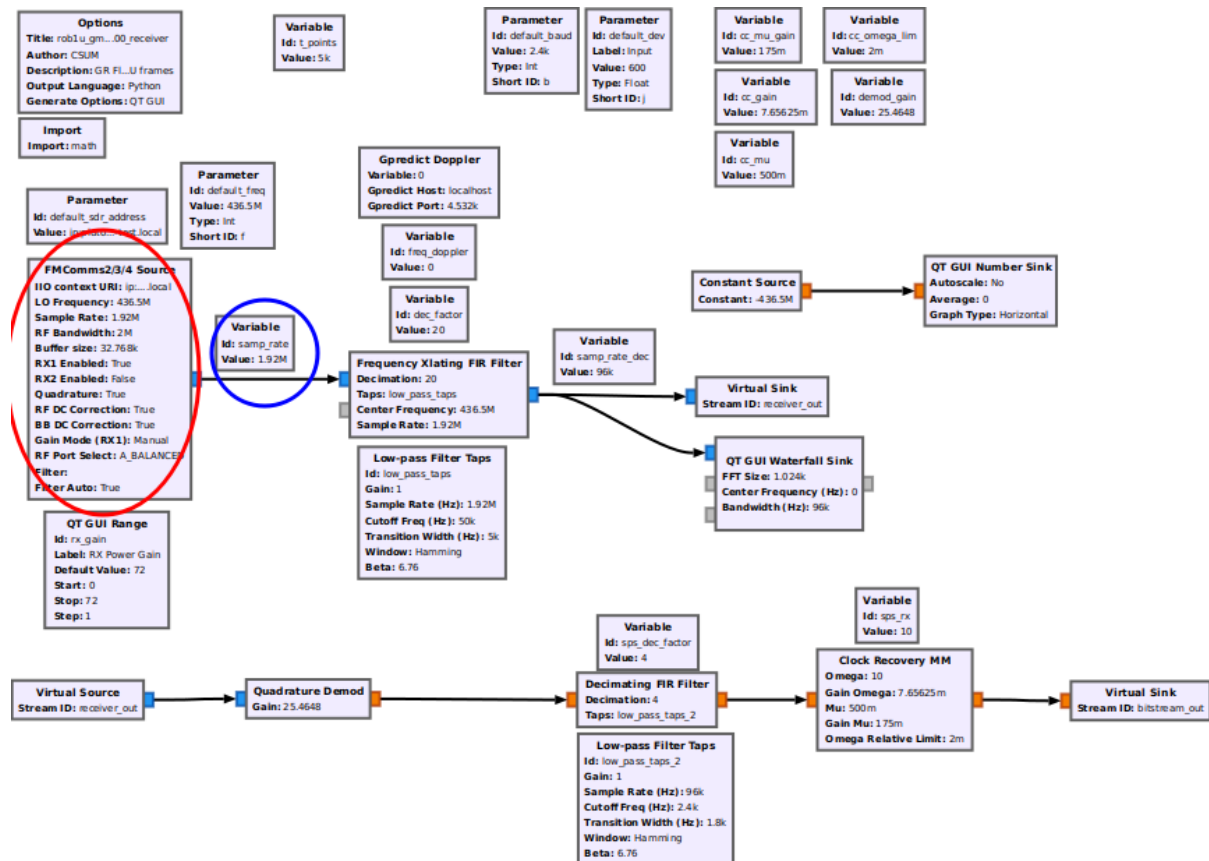 Options
Title: rob1u_gm...00_receiver
Author: CSUM
Description: GR Fl...U frames
Output Language: Python
Generate Options: QT GUI
Import
Import: math
Variable
Id: t_points
Value: 5k
Parameter
Id: default_baud
Value: 2.4k
Type: Int
Short ID: b
Parameter
Id: default_dev
Label: Input
Value: 600
Type: Float
Short ID: j
Variable
Id: cc_mu_gain
Value: 175m
Variable
Id: cc_omega_lim
Value: 2m
Variable
Id: cc_gain
Value: 7.65625m
Variable
Id: demod_gain
Value: 25.4648
Variable
Id: cc_mu
Value: 500m
Parameter
Id: default_sdr_address
Value: local
Parameter
Id: default_freq
Value: 436.5M
Type: Int
Short ID: f
Gpredict Doppler
Variable: 0
Gpredict Host: localhost
Gpredict Port: 4.532k
Variable
Id: freq_doppler
Value: 0
Variable
Id: dec_factor
Value: 20
FMComms2/3/4 Source
IIO context URI: ip:....local
LO Frequency: 436.5M
Sample Rate: 1.92M
RF Bandwidth: 2M
Buffer size: 32.768k
RX1 Enabled: True
RX2 Enabled: False
Quadrature: True
RF DC Correction: True
BB DC Correction: True
Gain Mode (RX1): Manual
RF Port Select: A_BALANCED
Filter:
Filter Auto: True
Variable
Id: samp_rate
Value: 1.92M
Frequency Xlating FIR Filter
Decimation: 20
Taps: low_pass_taps
Center Frequency: 436.5M
Sample Rate: 1.92M
Variable
Id: samp_rate_dec
Value: 96k
Constant Source
Constant: -436.5M
QT GUI Number Sink
Autoscale: No
Average: 0
Graph Type: Horizontal
Virtual Sink
Stream ID: receiver_out
QT GUI Waterfall Sink
FFT Size: 1.024k
Center Frequency (Hz): 0
Bandwidth (Hz): 96k
Low-pass Filter Taps
Id: low_pass_taps
Gain: 1
Sample Rate (Hz): 1.92M
Cutoff Freq (Hz): 50k
Transition Width (Hz): 5k
Window: Hamming
Beta: 6.76
QT GUI Range
Id: rx_gain
Label: RX Power Gain
Default Value: 72
Start: 0
Stop: 72
Step: 1
Variable
Id: sps_dec_factor
Value: 4
Variable
Id: sps_rx
Value: 10
Virtual Source
Stream ID: receiver_out
Quadrature Demod
Gain: 25.4648
Decimating FIR Filter
Decimation: 4
Taps: low_pass_taps_2
Clock Recovery MM
Omega: 10
Gain Omega: 7.65625m
Mu: 500m
Gain Mu: 175m
Omega Relative Limit: 2m
Virtual Sink
Stream ID: bitstream_out
Low-pass Filter Taps
Id: low_pass_taps_2
Gain: 1
Sample Rate (Hz): 96k
Cutoff Freq (Hz): 2.4k
Transition Width (Hz): 1.8k
Window: Hamming
Beta: 6.76